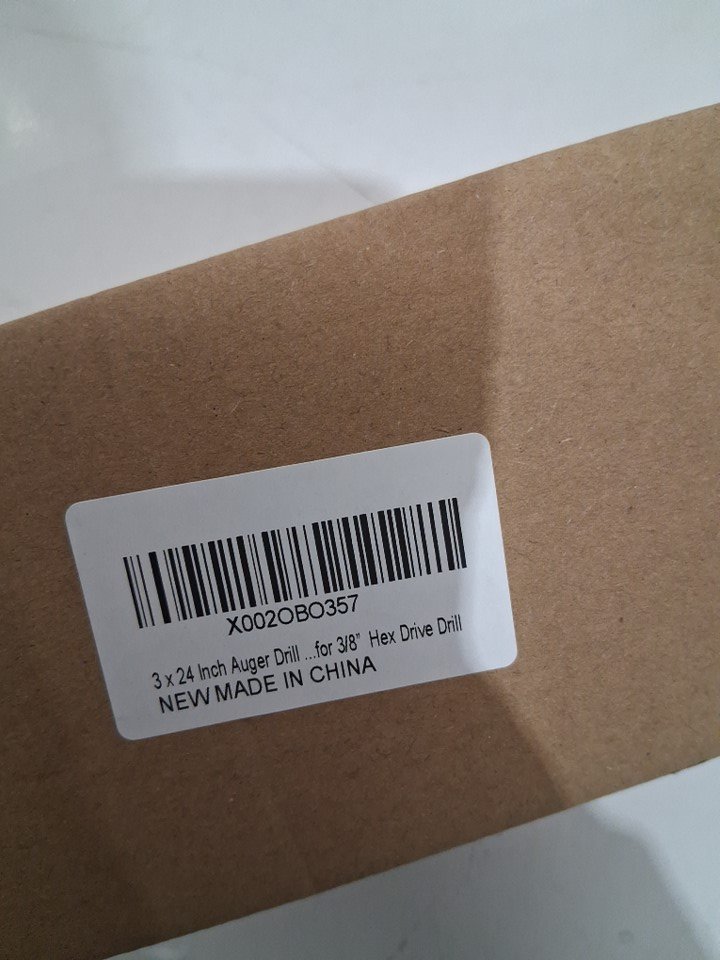 X002OBO357
3 x 24 Inch Auger Drill ...for 3/8" Hex Drive Drill
NEW MADE IN CHINA